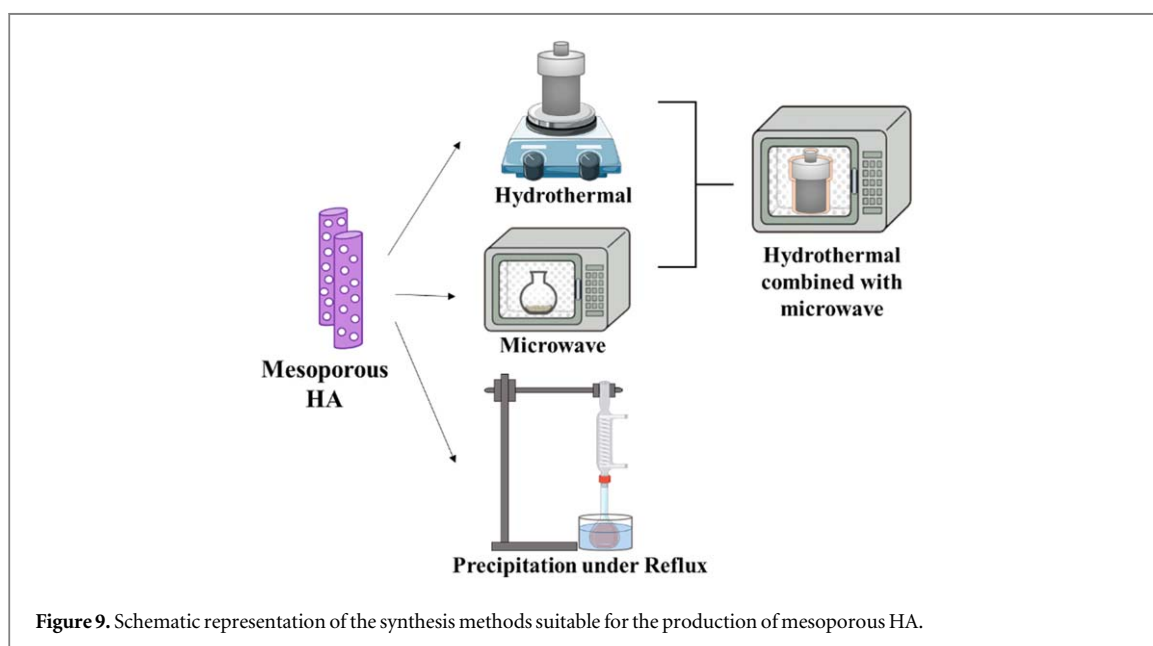 Hydrothermal
Microwave
Mesoporous
HA
Precipitation under Reflux
Hydrothermal
combined with
microwave
Figure 9. Schematic representation of the synthesis methods suitable for the production of mesoporous HA.